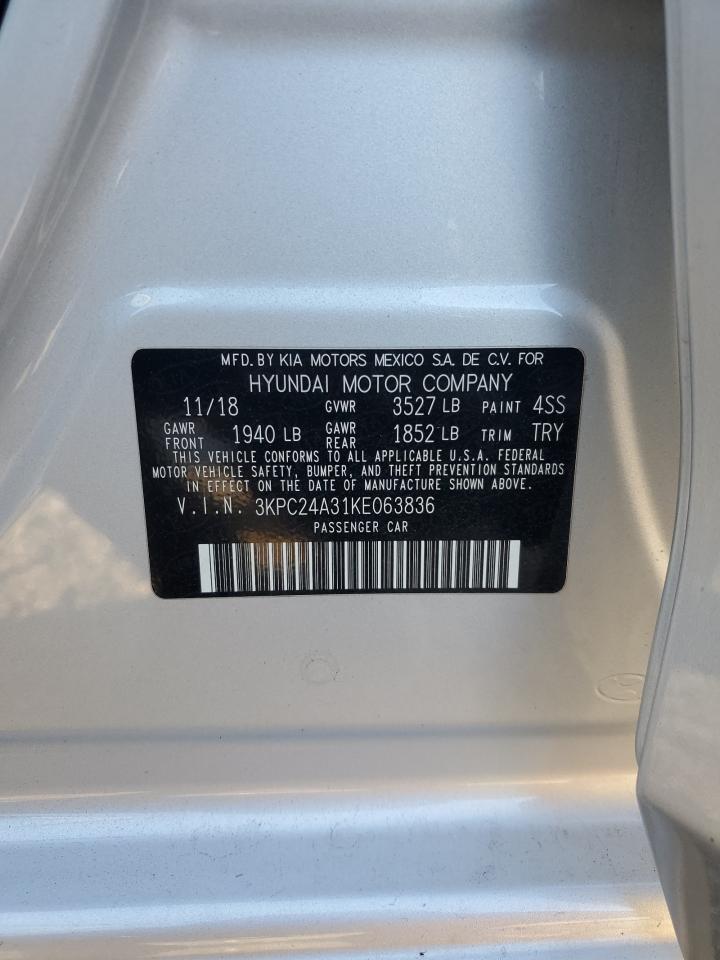 MFD. BY KIA MOTORS MEXICO S.A. DE C.V. FOR
HYUNDAI MOTOR COMPANY
11/18 GVWR 3527 LB PAINT 4SS
GAWR FRONT 1940 LB GAWR REAR 1852 LB TRIM TRY
THIS VEHICLE CONFORMS TO ALL APPLICABLE U.S.A. FEDERAL
MOTOR VEHICLE SAFETY, BUMPER, AND THEFT PREVENTION STANDARDS
IN EFFECT ON THE DATE OF MANUFACTURE SHOWN ABOVE.
V.I.N. 3KPC24A31KE063836
PASSENGER CAR